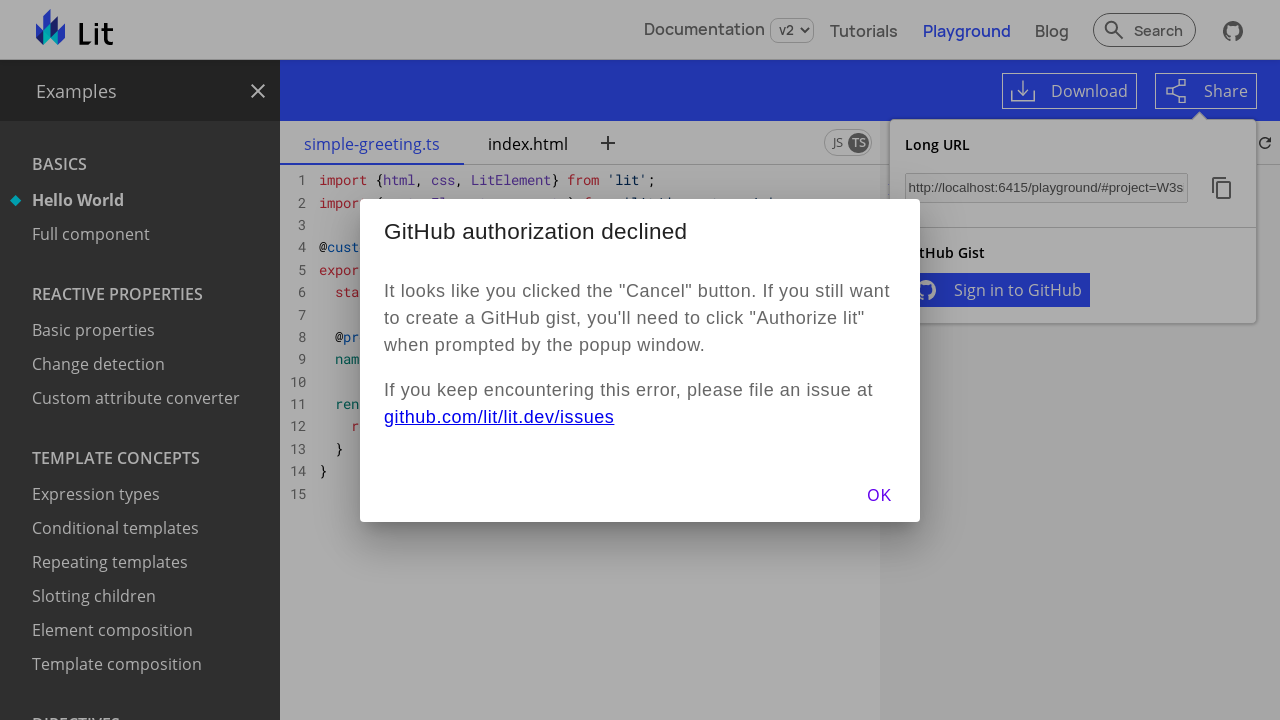 Lit
Documentation v2 Tutorials Playground Blog Search
Examples
Download Share
BASICS
Hello World
Full component
REACTIVE PROPERTIES
Basic properties
Change detection
Custom attribute converter
TEMPLATE CONCEPTS
Expression types
Conditional templates
Repeating templates
Slotting children
Element composition
Template composition
DIRECTIVES
simple-greeting.ts index.html + JS TS
1 import {html, css, LitElement} from 'lit';
2 impor
3
4 @cust
5 expor
6 sta
7
8 @pr
9 nam
10
11 ren
12 r
13 }
14 }
15
Long URL
http://localhost:6415/playground/#project=W3s
tHub Gist
Sign in to GitHub
GitHub authorization declined
It looks like you clicked the "Cancel" button. If you still want
to create a GitHub gist, you'll need to click "Authorize lit"
when prompted by the popup window.
If you keep encountering this error, please file an issue at
github.com/lit/lit.dev/issues
OK